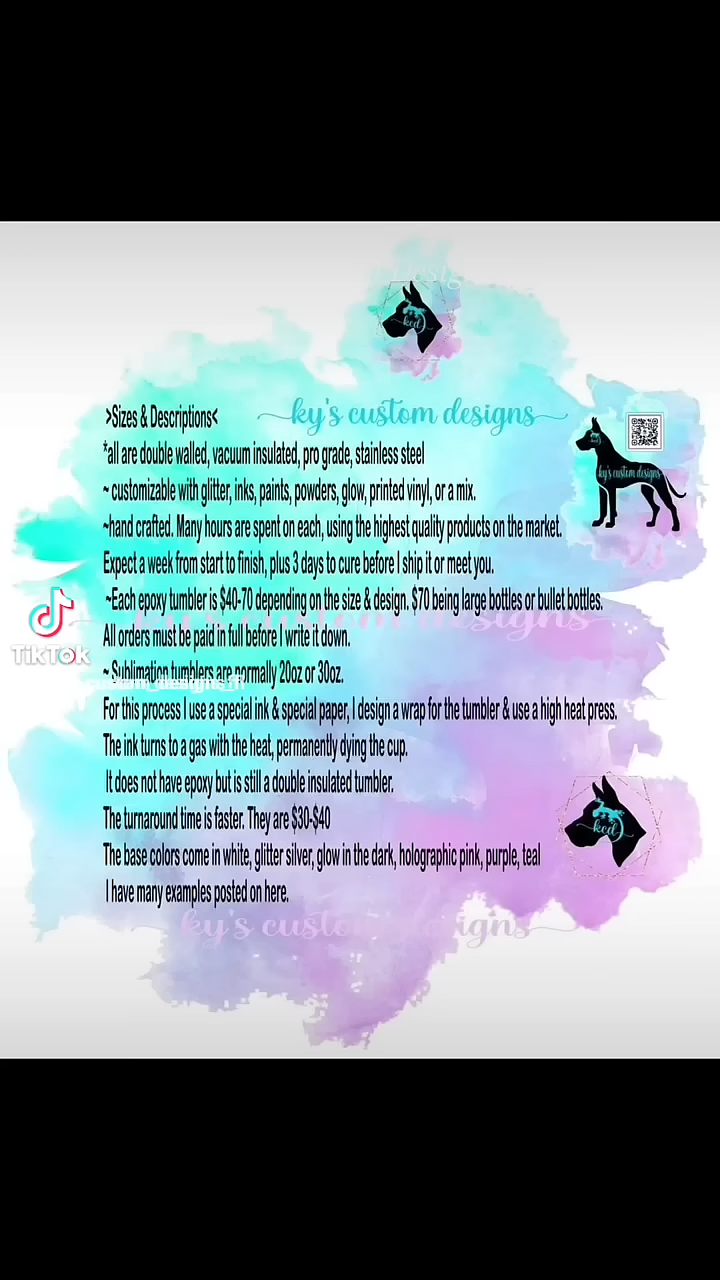 Desig
kcd
>Sizes & Descriptions<
ky's custom designs
*all are double walled, vacuum insulated, pro grade, stainless steel
ky's custom designs
~ customizable with glitter, inks, paints, powders, glow, printed vinyl, or a mix.
~hand crafted. Many hours are spent on each, using the highest quality products on the market.
Expect a week from start to finish, plus 3 days to cure before I ship it or meet you.
~Each epoxy tumbler is $40-70 depending on the size & design. $70 being large bottles or bullet bottles.
ky's custom designs
All orders must be paid in full before I write it down.
TikTok
~ Sublimation tumblers are normally 20oz or 30oz.
For this process I use a special ink & special paper, I design a wrap for the tumbler & use a high heat press.
The ink turns to a gas with the heat, permanently dying the cup.
It does not have epoxy but is still a double insulated tumbler.
The turnaround time is faster. They are $30-$40
kcd
The base colors come in white, glitter silver, glow in the dark, holographic pink, purple, teal
I have many examples posted on here.
ky's custom designs